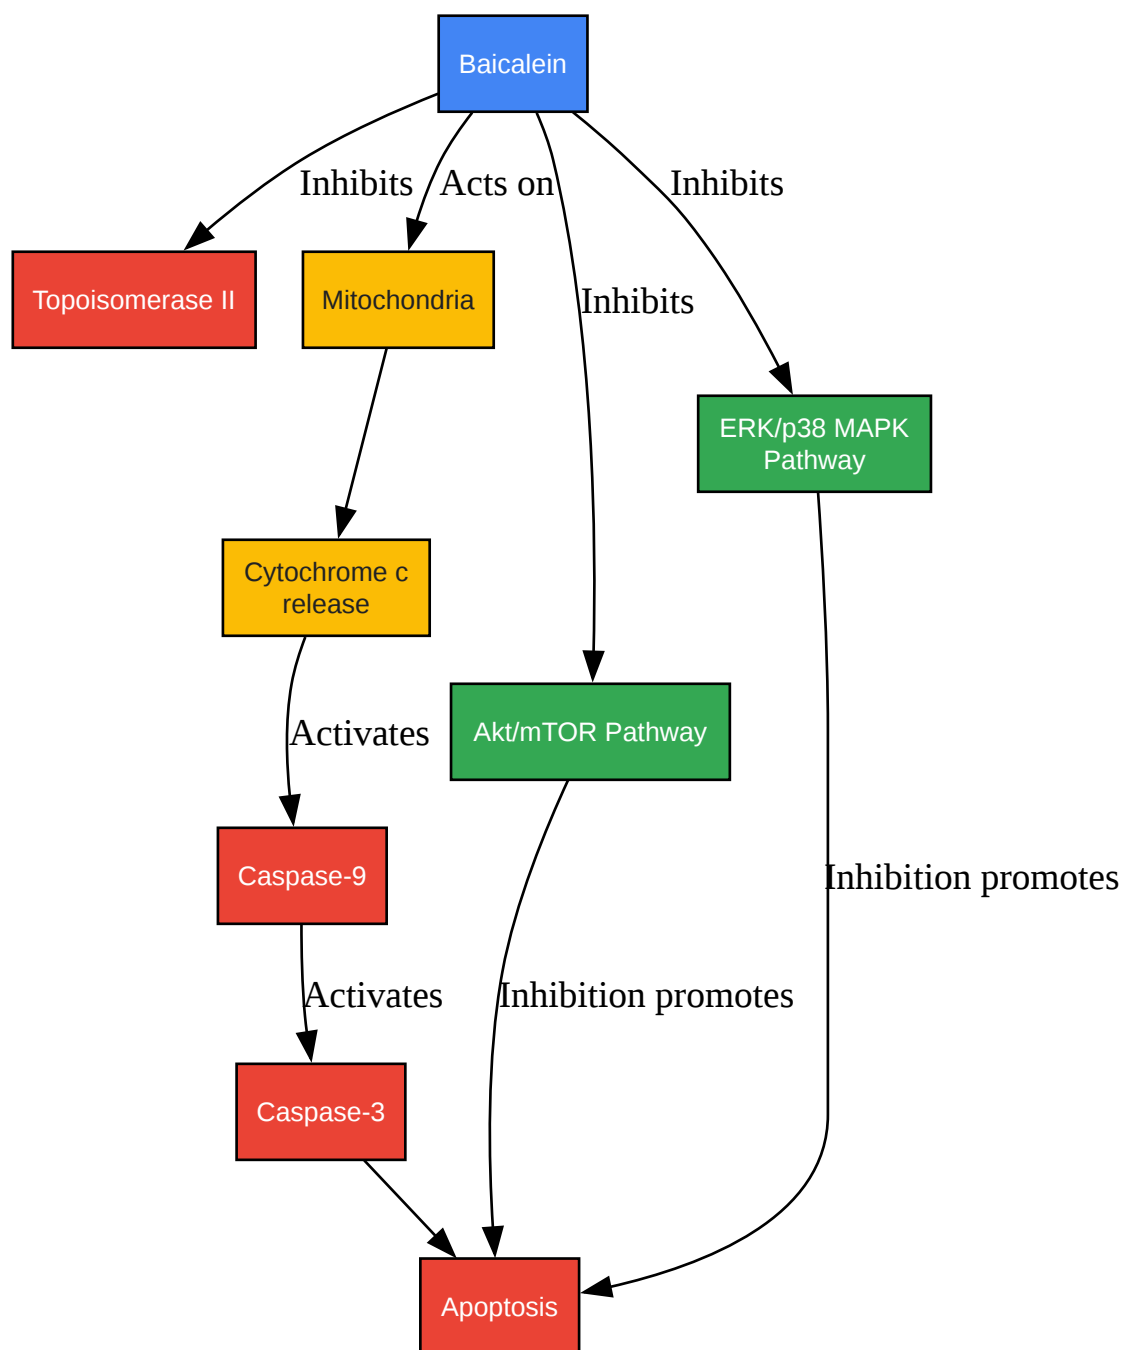 Baicalein
Inhibits
Acts on
Inhibits
Topoisomerase II
Mitochondria
Inhibits
ERK/p38 MAPK
Pathway
Cytochrome c
release
Activates
Akt/mTOR Pathway
Caspase-9
Inhibition promotes
Activates
Inhibition promotes
Caspase-3
Apoptosis